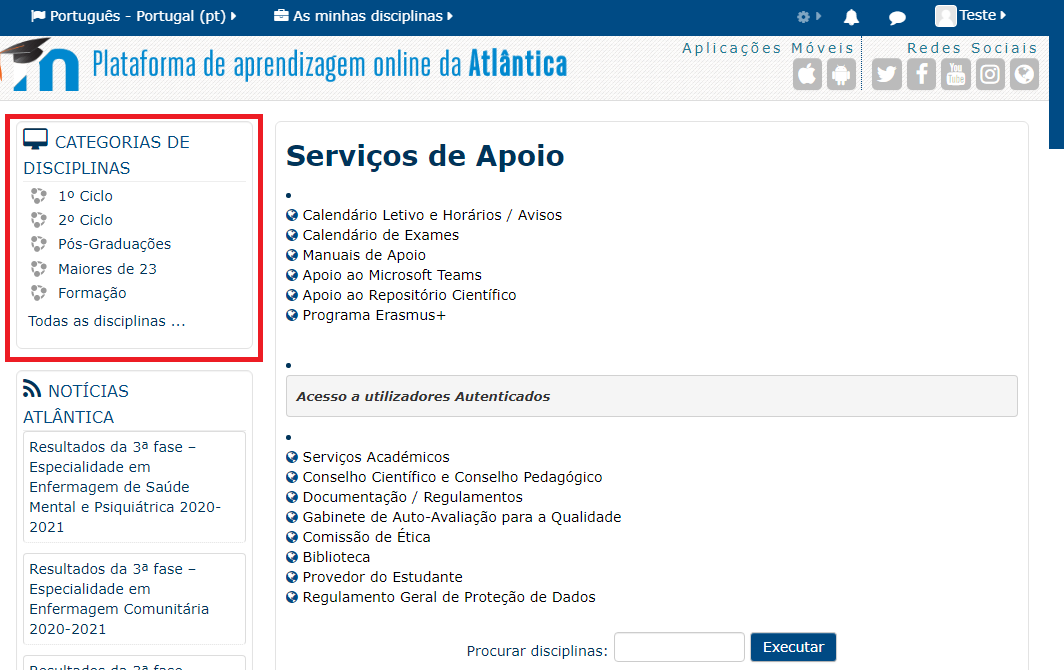 Português - Portugal (pt)
As minhas disciplinas
Teste
Plataforma de aprendizagem online da Atlântica
Aplicações Móveis
Redes Sociais
You
Tube
CATEGORIAS DE
DISCIPLINAS
1º Ciclo
2º Ciclo
Pós-Graduações
Maiores de 23
Formação
Todas as disciplinas ...
NOTÍCIAS
ATLÂNTICA
Resultados da 3ª fase –
Especialidade em
Enfermagem de Saúde
Mental e Psiquiátrica 2020-
2021
Resultados da 3ª fase –
Especialidade em
Enfermagem Comunitária
2020-2021
Resultados da 3ª fase –
Serviços de Apoio
Calendário Letivo e Horários / Avisos
Calendário de Exames
Manuais de Apoio
Apoio ao Microsoft Teams
Apoio ao Repositório Científico
Programa Erasmus+
Acesso a utilizadores Autenticados
Serviços Académicos
Conselho Científico e Conselho Pedagógico
Documentação / Regulamentos
Gabinete de Auto-Avaliação para a Qualidade
Comissão de Ética
Biblioteca
Provedor do Estudante
Regulamento Geral de Proteção de Dados
Procurar disciplinas:
Executar